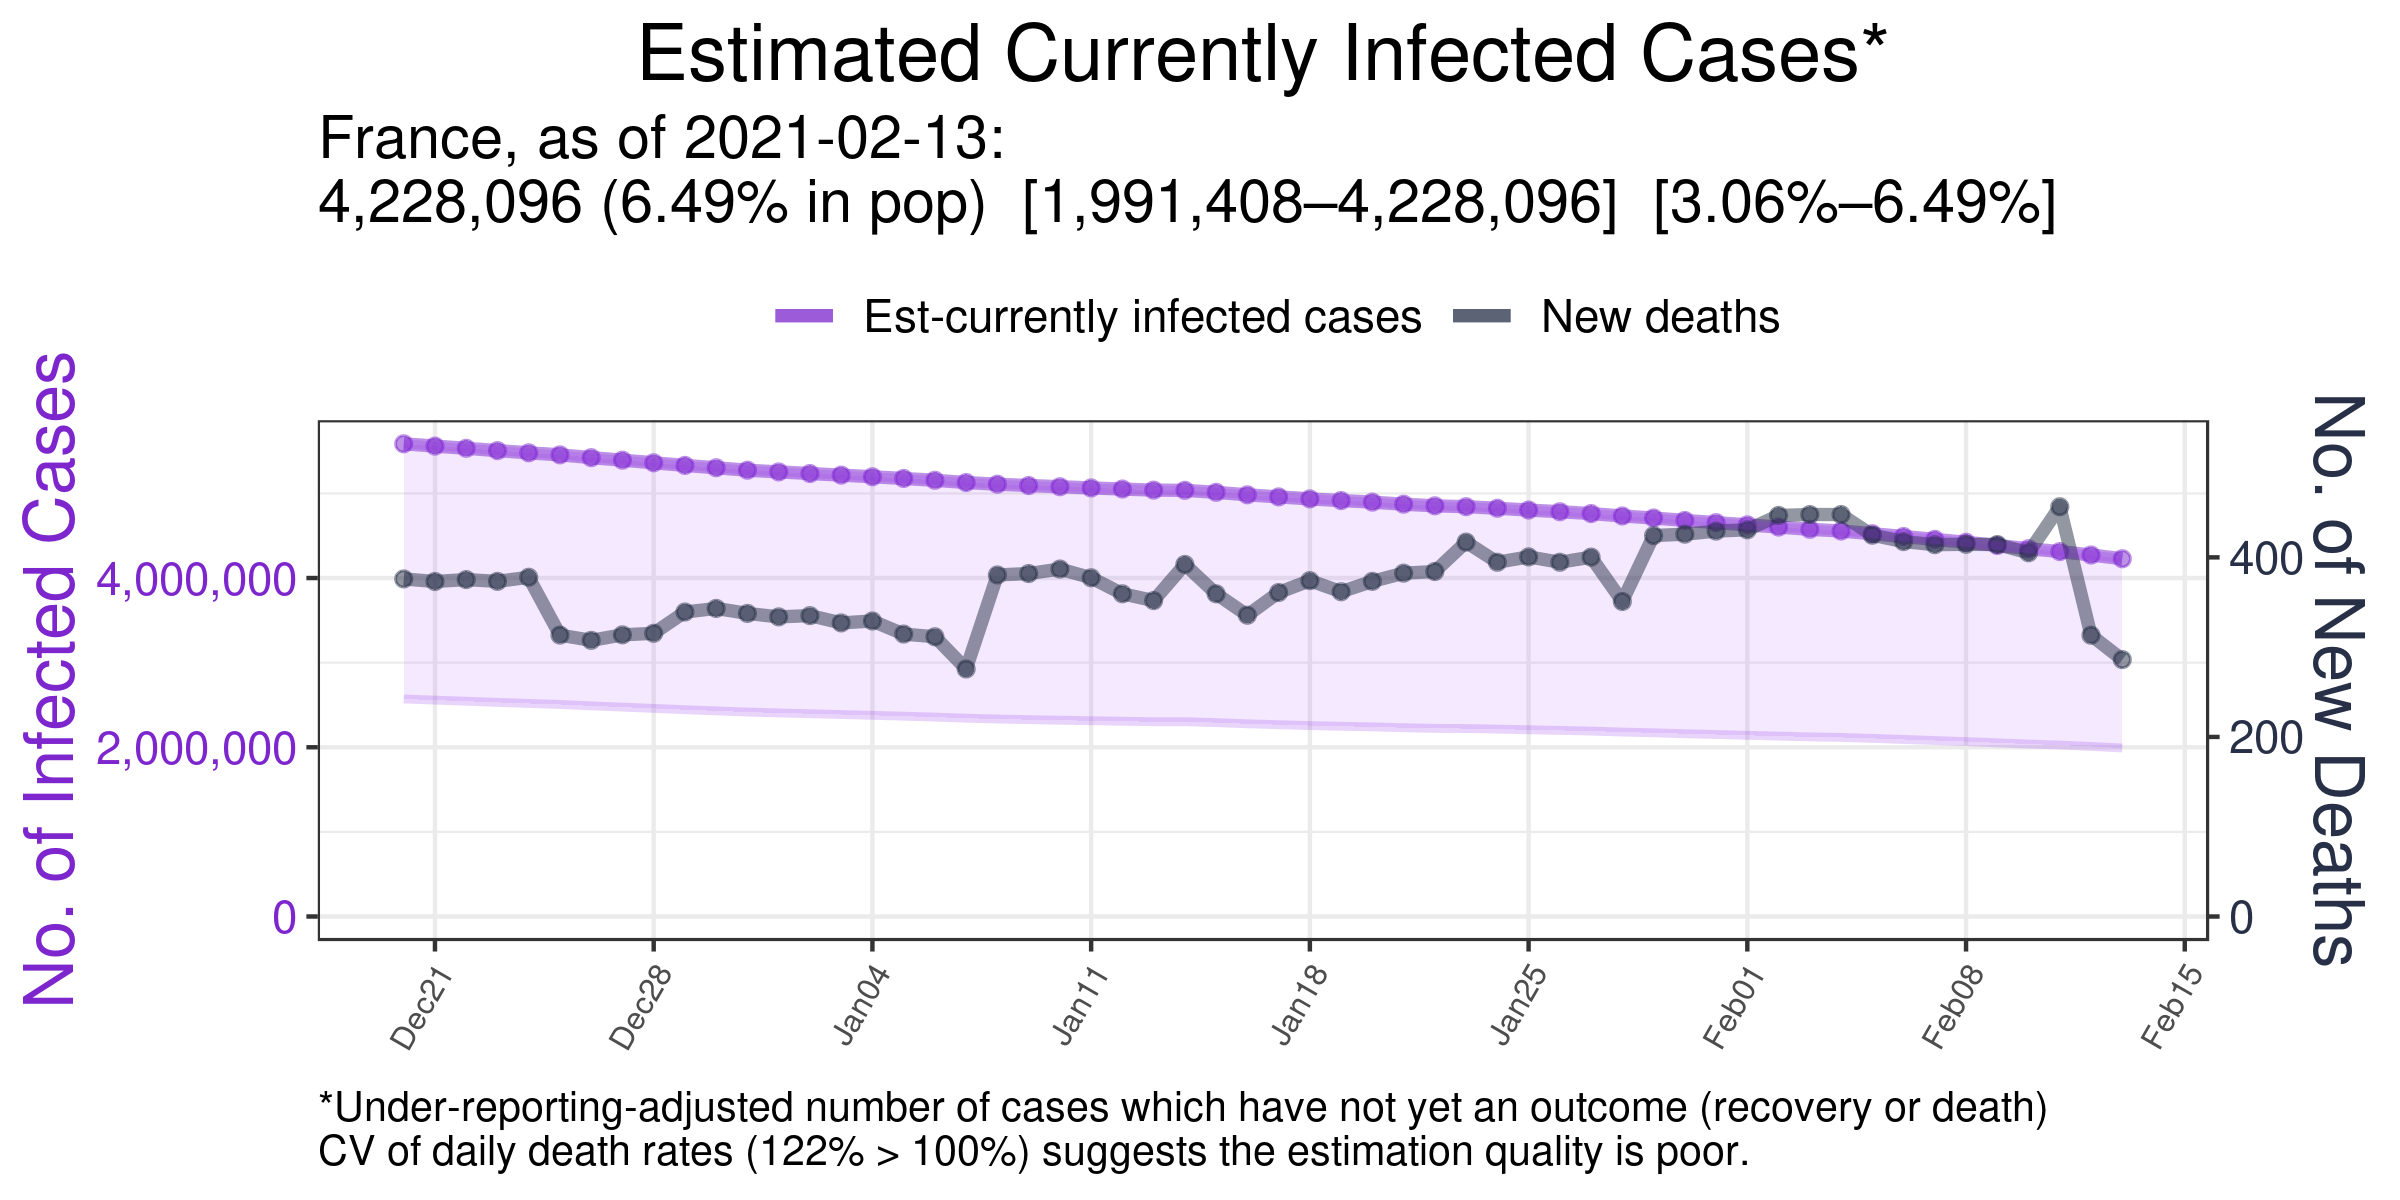 Estimated Currently Infected Cases*
France, as of 2021-02-13:
4,228,096 (6.49% in pop) [1,991,408–4,228,096] [3.06%–6.49%]
Est-currently infected cases
New deaths
No. of Infected Cases
4,000,000
2,000,000
0
No. of New Deaths
400
200
0
Dec21
Dec28
Jan04
Jan11
Jan18
Jan25
Feb01
Feb08
Feb15
*Under-reporting-adjusted number of cases which have not yet an outcome (recovery or death)
CV of daily death rates (122% > 100%) suggests the estimation quality is poor.